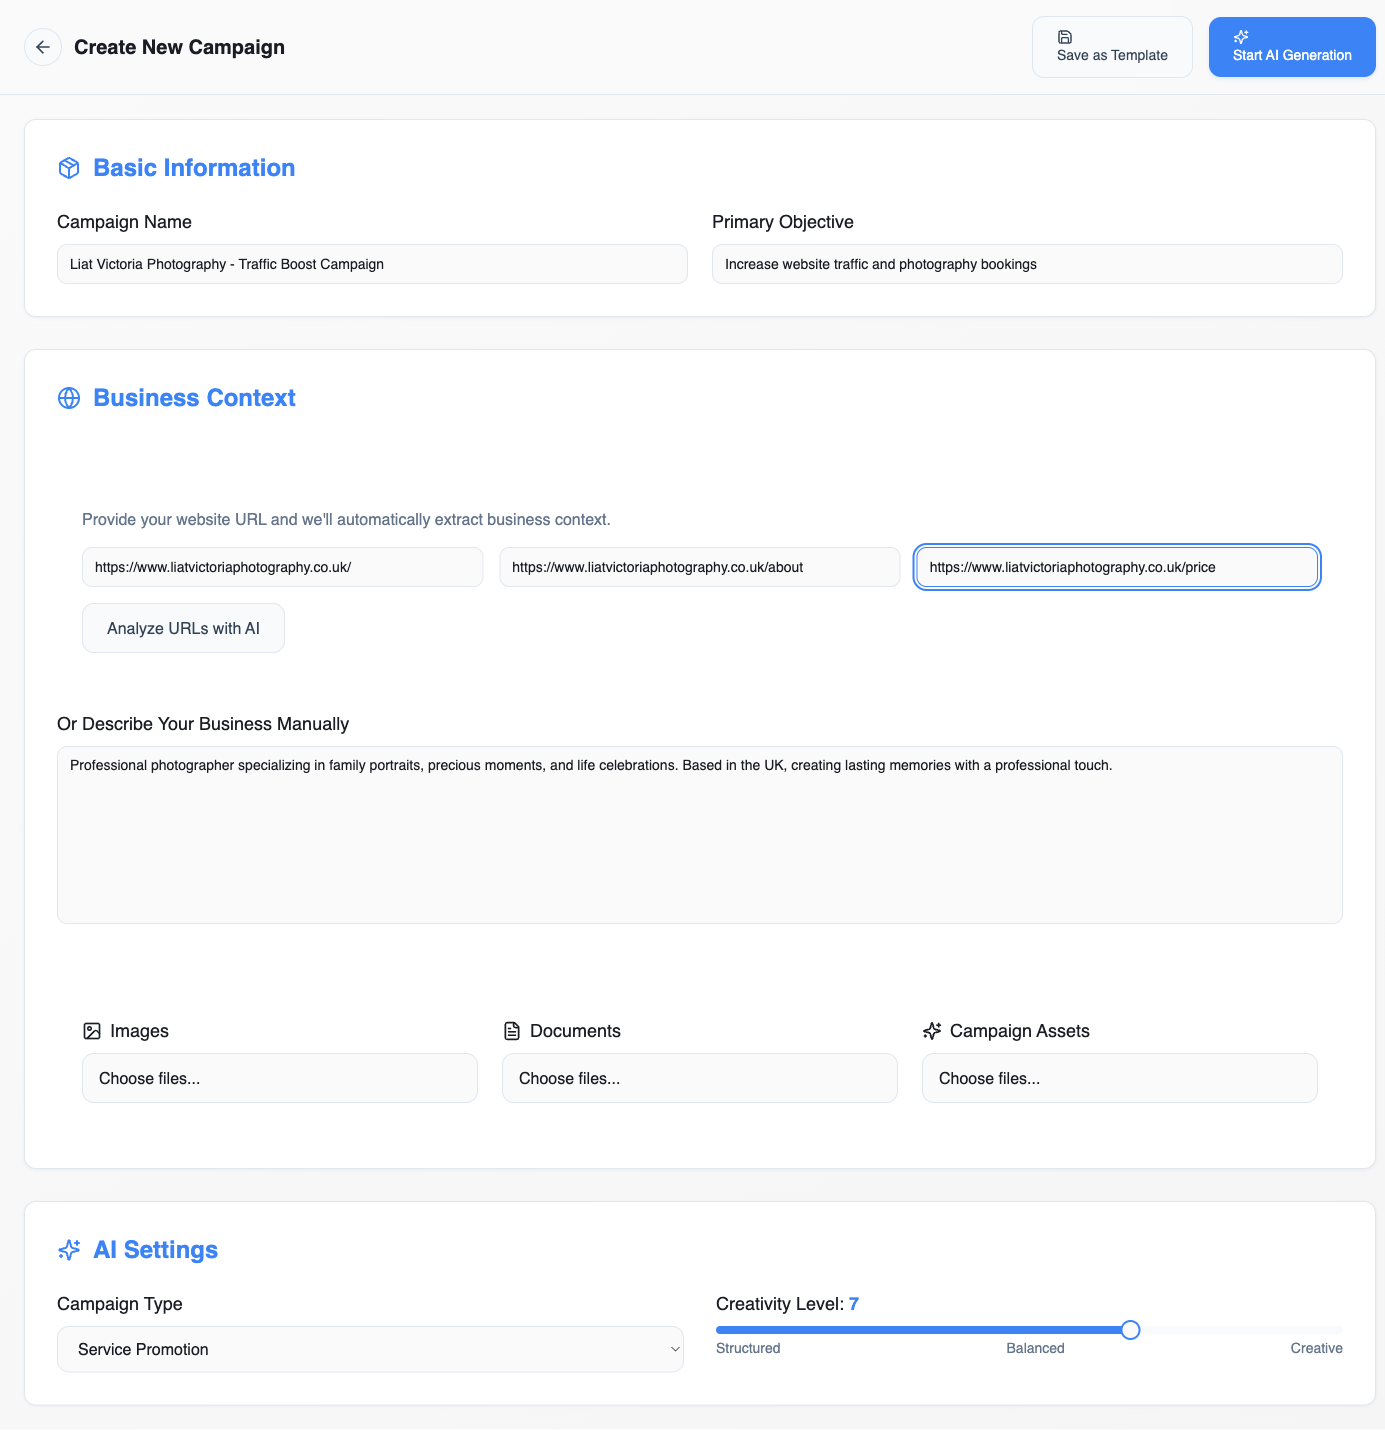 Create New Campaign
Save as Template
Start AI Generation
Basic Information
Campaign Name
Primary Objective
Liat Victoria Photography - Traffic Boost Campaign
Increase website traffic and photography bookings
Business Context
Provide your website URL and we'll automatically extract business context.
https://www.liatvictoriaphotography.co.uk/
https://www.liatvictoriaphotography.co.uk/about
https://www.liatvictoriaphotography.co.uk/price
Analyze URLs with AI
Or Describe Your Business Manually
Professional photographer specializing in family portraits, precious moments, and life celebrations. Based in the UK, creating lasting memories with a professional touch.
Images
Documents
Campaign Assets
Choose files...
Choose files...
Choose files...
AI Settings
Campaign Type
Creativity Level: 7
Service Promotion
Structured
Balanced
Creative